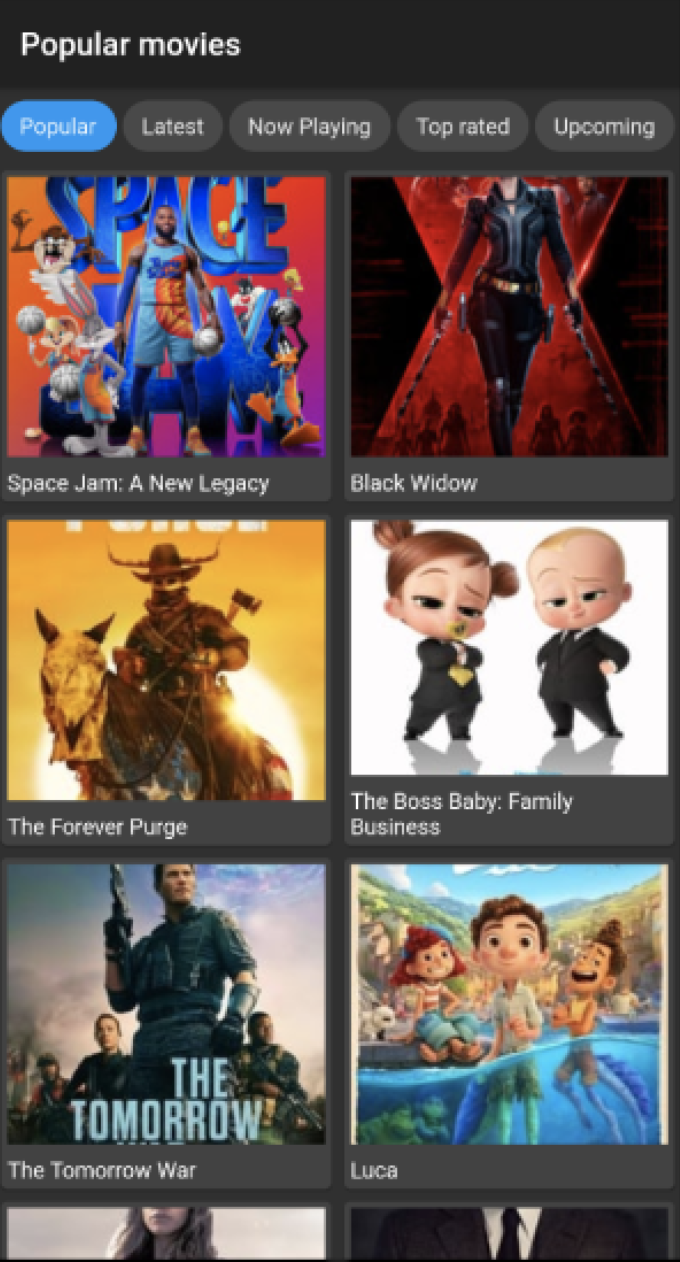 Popular movies
Popular
Latest
Now Playing
Top rated
Upcoming
SPACE
JAM
Space Jam: A New Legacy
Black Widow
The Forever Purge
The Boss Baby: Family
Business
THE
TOMORROW
The Tomorrow War
Luca